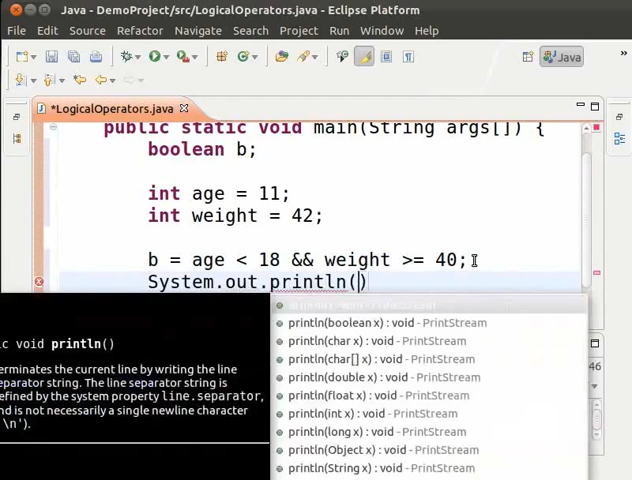 Java - DemoProject/src/LogicalOperators.java - Eclipse Platform
File Edit Source Refactor Navigate Search Project Run Window Help
Java
»
*LogicalOperators.java
public static void main(String args[]) {
boolean b;
int age = 11;
int weight = 42;
b = age < 18 && weight >= 40;
System.out.println()
println(boolean x) : void - PrintStream
println(char x) : void - PrintStream
println(char[] x) : void - PrintStream
println(double x) : void - PrintStream
println(float x) : void - PrintStream
println(int x) : void - PrintStream
println(long x) : void - PrintStream
println(Object x) : void - PrintStream
println(String x) : void - PrintStream
ic void println()
erminates the current line by writing the line
eparator string. The line separator string is
efined by the system property line.separator,
nd is not necessarily a single newline character
\n').
46